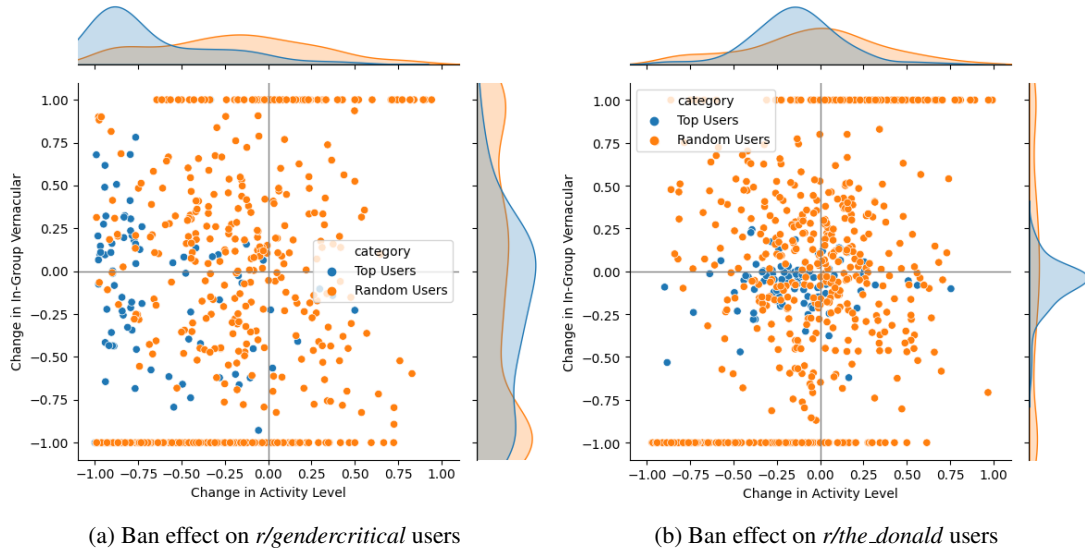 1.00
0.75
0.50
0.25
0.00
−0.25
−0.50
−0.75
−1.00
Change in In-Group Vernacular
category
Top Users
Random Users
−1.00 −0.75 −0.50 −0.25 0.00 0.25 0.50 0.75 1.00
Change in Activity Level
(a) Ban effect on r/gendercritical users
1.00
0.75
0.50
0.25
0.00
−0.25
−0.50
−0.75
−1.00
Change in In-Group Vernacular
category
Top Users
Random Users
−1.00 −0.75 −0.50 −0.25 0.00 0.25 0.50 0.75 1.00
Change in Activity Level
(b) Ban effect on r/the_donald users